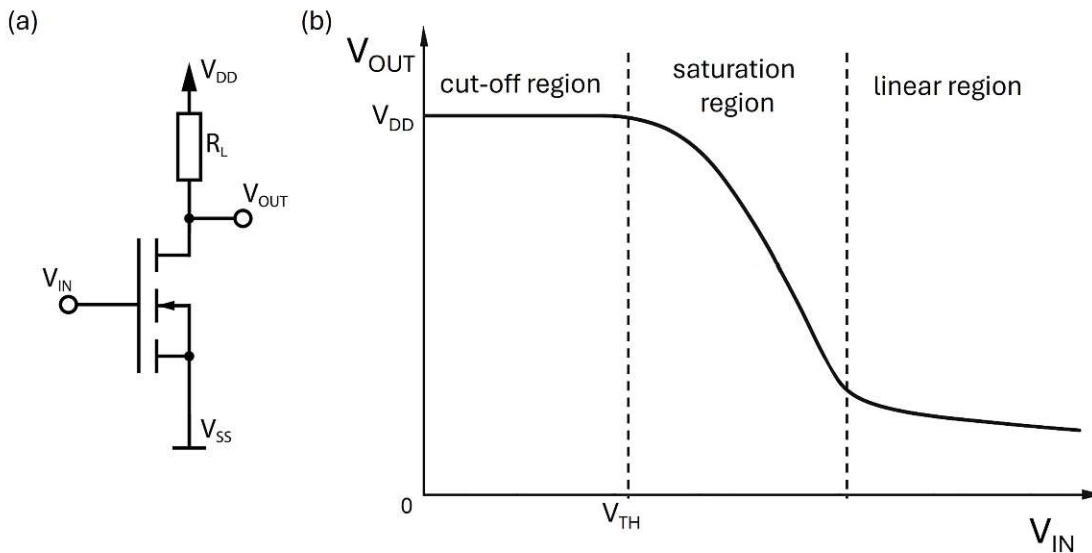 (a)
V_DD
R_L
V_OUT
V_IN
V_SS
(b)
V_OUT
cut-off region
saturation
region
linear region
V_DD
0
V_TH
V_IN